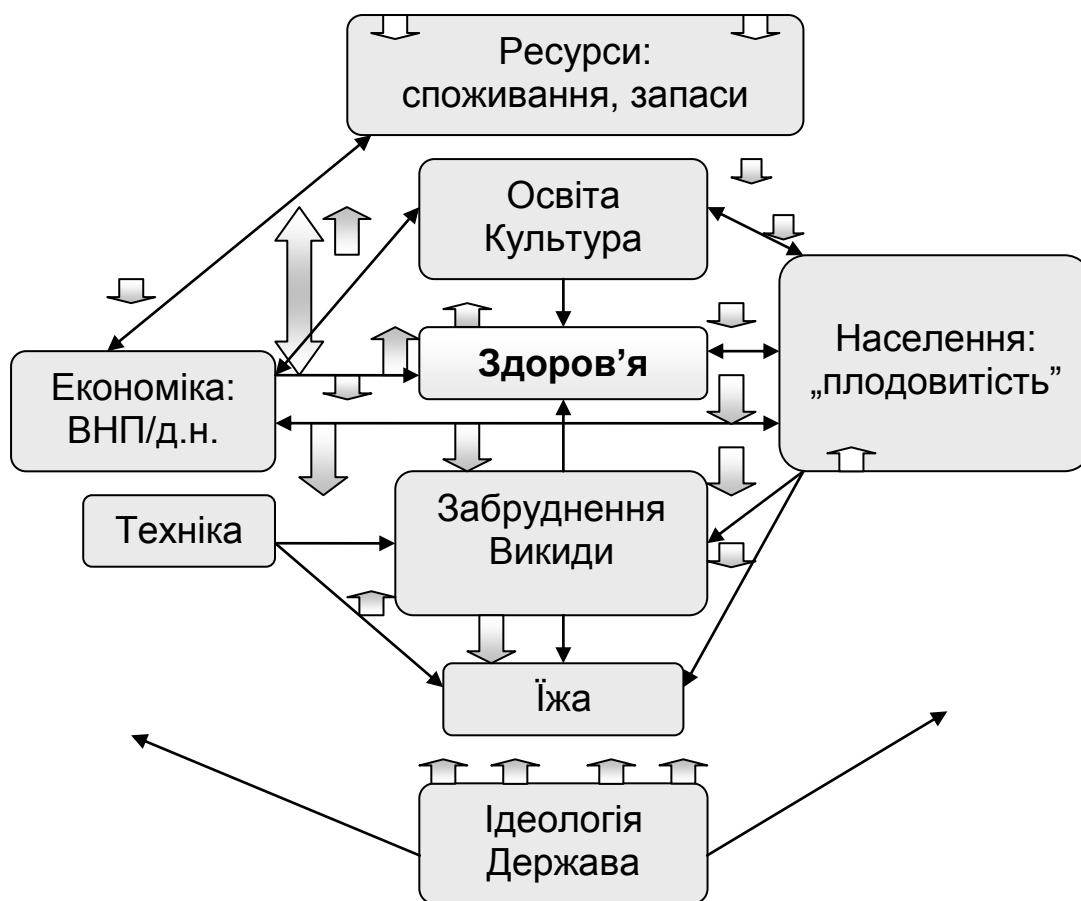 Ресурси:
споживання, запаси
Освіта
Культура
Населення:
„плодовитість”
Здоров’я
Економіка:
ВНП/д.н.
Техніка
Забруднення
Викиди
Їжа
Ідеологія
Держава